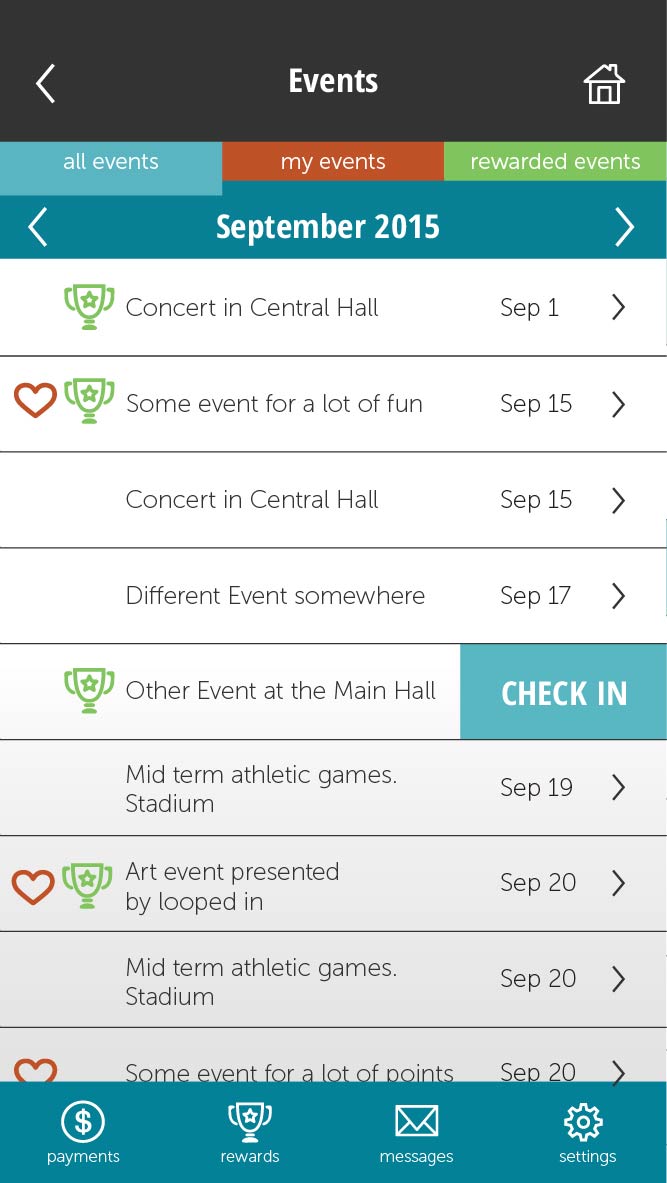 Events
all events
my events
rewarded events
September 2015
Concert in Central Hall
Sep 1
Some event for a lot of fun
Sep 15
Concert in Central Hall
Sep 15
Different Event somewhere
Sep 17
Other Event at the Main Hall
CHECK IN
Mid term athletic games.
Stadium
Sep 19
Art event presented
by looped in
Sep 20
Mid term athletic games.
Stadium
Sep 20
Some event for a lot of points
Sep 20
$
payments
rewards
messages
settings